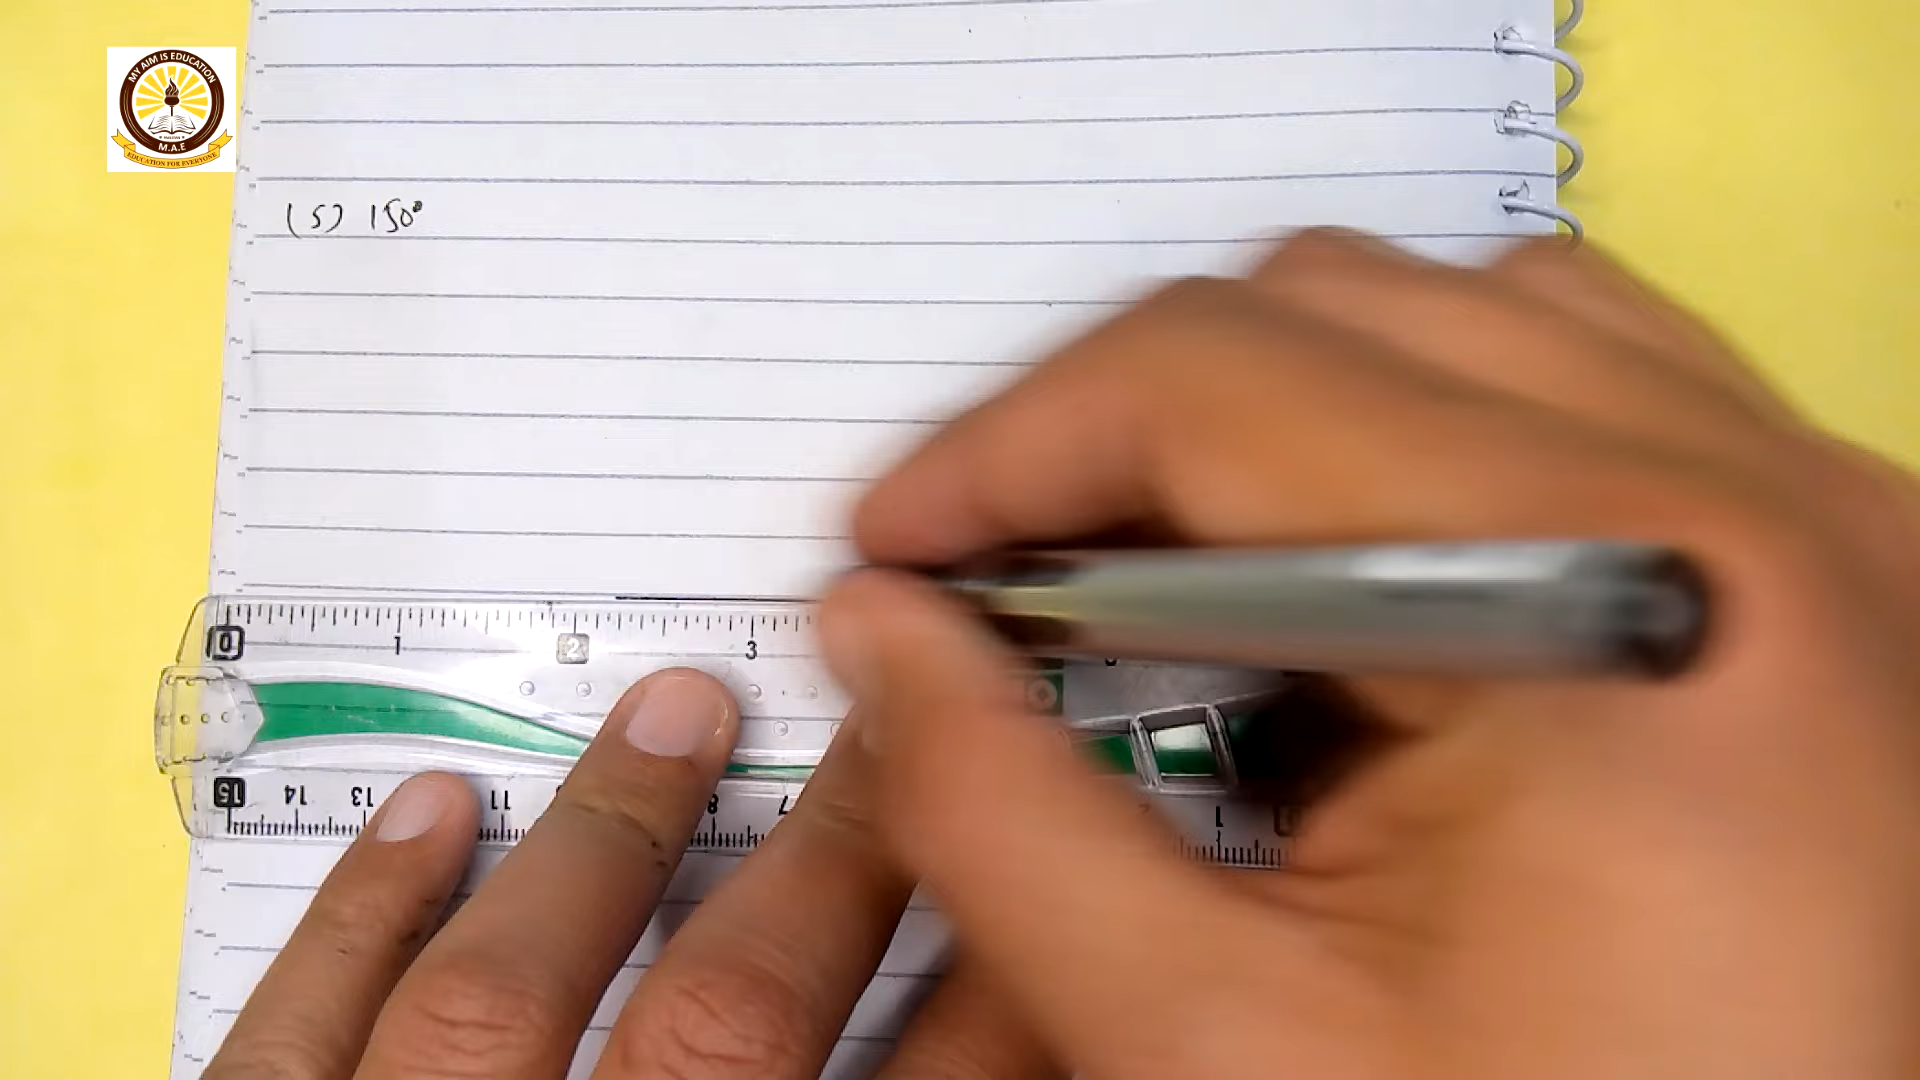 MY AIM IS EDUCATION
M.A.E
EDUCATION FOR EVERYONE
(5) 150°
0 1 2 3
15 14 13 11 8 7 1